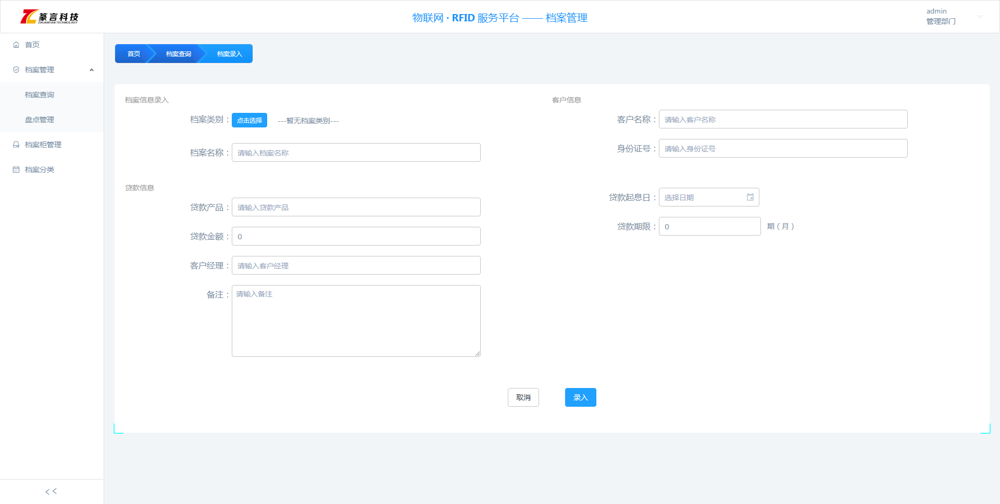 篆言科技
ZHUANYAN TECHNOLOGY
物联网 · RFID 服务平台 —— 档案管理
admin
管理部门
首页
档案管理
档案查询
盘点管理
档案柜管理
档案分类
<<
首页
档案查询
档案录入
档案信息录入
档案类别：
点击选择
---暂无档案类别---
档案名称：
请输入档案名称
客户信息
客户名称：
请输入客户名称
身份证号：
请输入身份证号
贷款信息
贷款产品：
请输入贷款产品
贷款金额：
0
客户经理：
请输入客户经理
备注：
请输入备注
贷款起息日：
选择日期
贷款期限：
0
期（月）
取消
录入